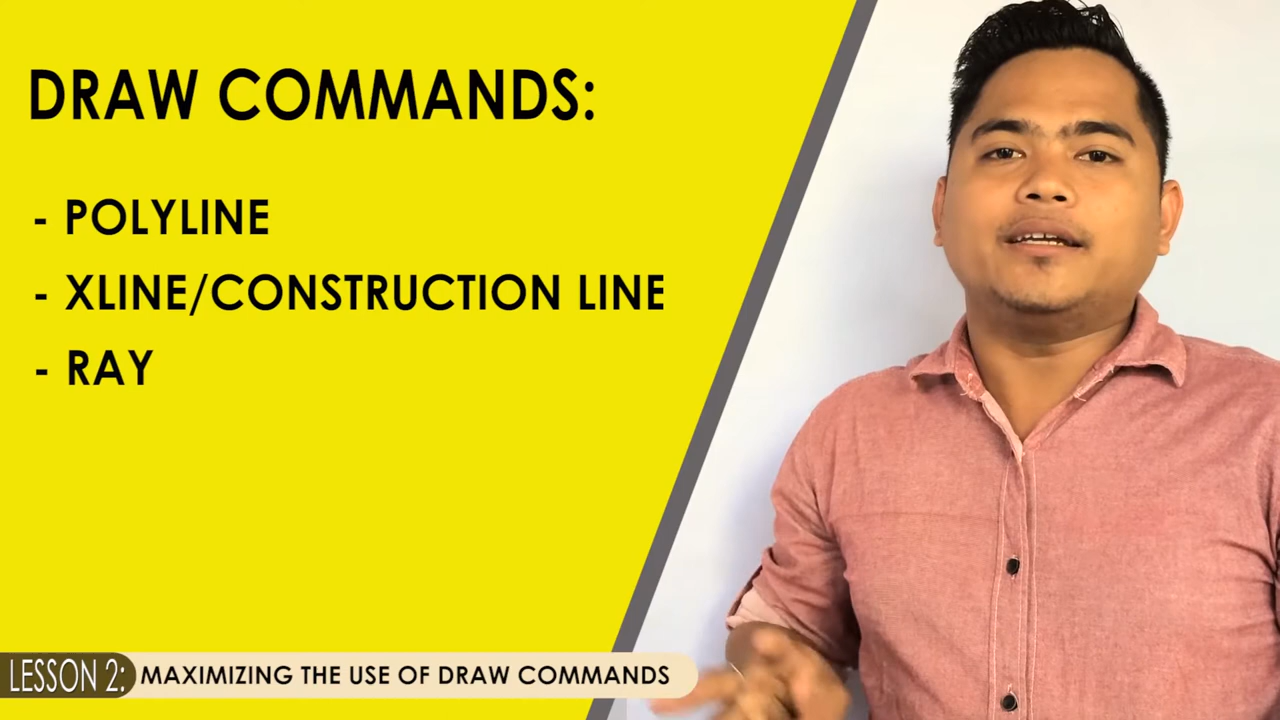 DRAW COMMANDS:
- POLYLINE
- XLINE/CONSTRUCTION LINE
- RAY
LESSON 2: MAXIMIZING THE USE OF DRAW COMMANDS